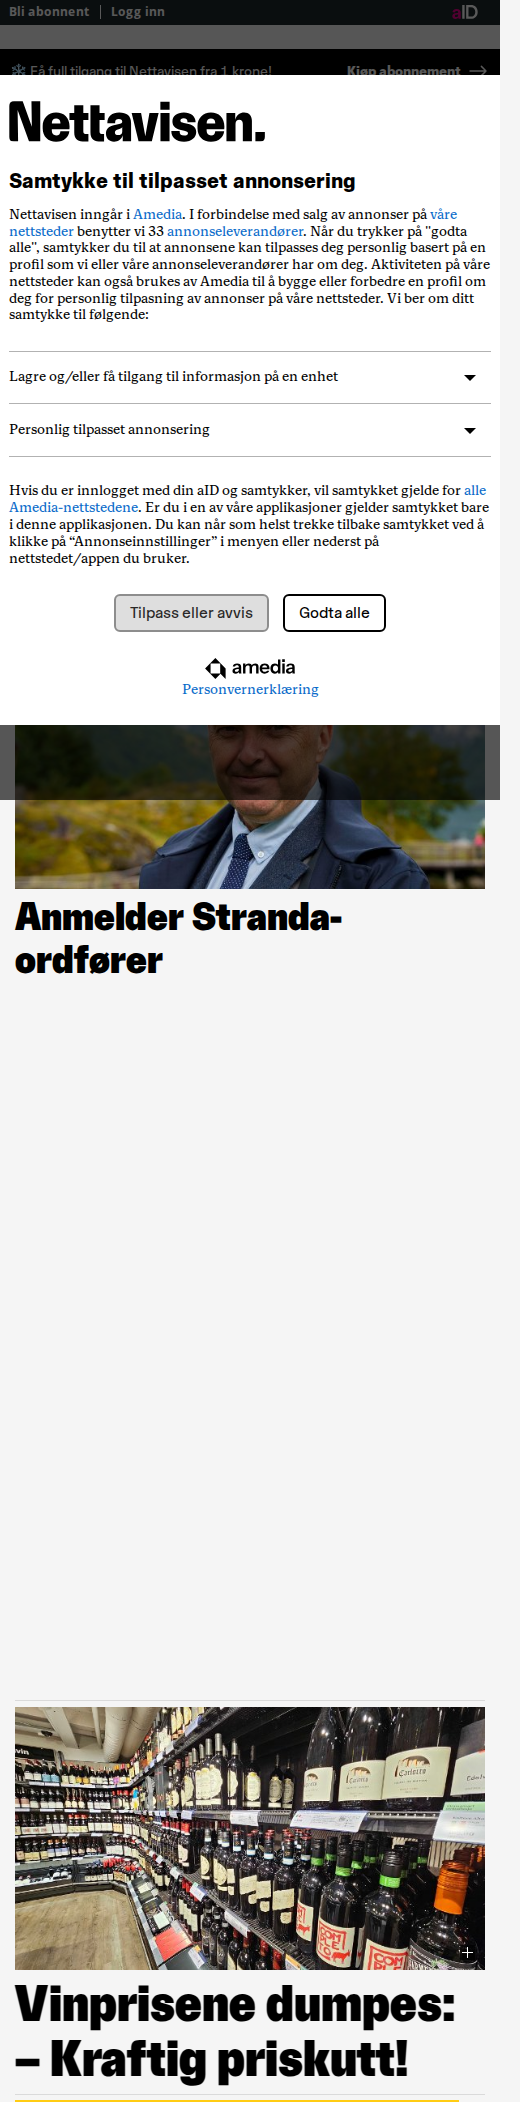 Bli abonnent | Logg inn aID
Få full tilgang til Nettavisen fra 1 krone! Kjøp abonnement
Nettavisen.
Samtykke til tilpasset annonsering
Nettavisen inngår i Amedia. I forbindelse med salg av annonser på våre
nettsteder benytter vi 33 annonseleverandører. Når du trykker på "godta
alle", samtykker du til at annonsene kan tilpasses deg personlig basert på en
profil som vi eller våre annonseleverandører har om deg. Aktiviteten på våre
nettsteder kan også brukes av Amedia til å bygge eller forbedre en profil om
deg for personlig tilpasning av annonser på våre nettsteder. Vi ber om ditt
samtykke til følgende:
Lagre og/eller få tilgang til informasjon på en enhet
Personlig tilpasset annonsering
Hvis du er innlogget med din aID og samtykker, vil samtykket gjelde for alle
Amedia-nettstedene. Er du i en av våre applikasjoner gjelder samtykket bare
i denne applikasjonen. Du kan når som helst trekke tilbake samtykket ved å
klikke på “Annonseinnstillinger” i menyen eller nederst på
nettstedet/appen du bruker.
Tilpass eller avvis Godta alle
amedia
Personvernerklæring
Anmelder Stranda-
ordfører
Vinprisene dumpes:
– Kraftig priskutt!